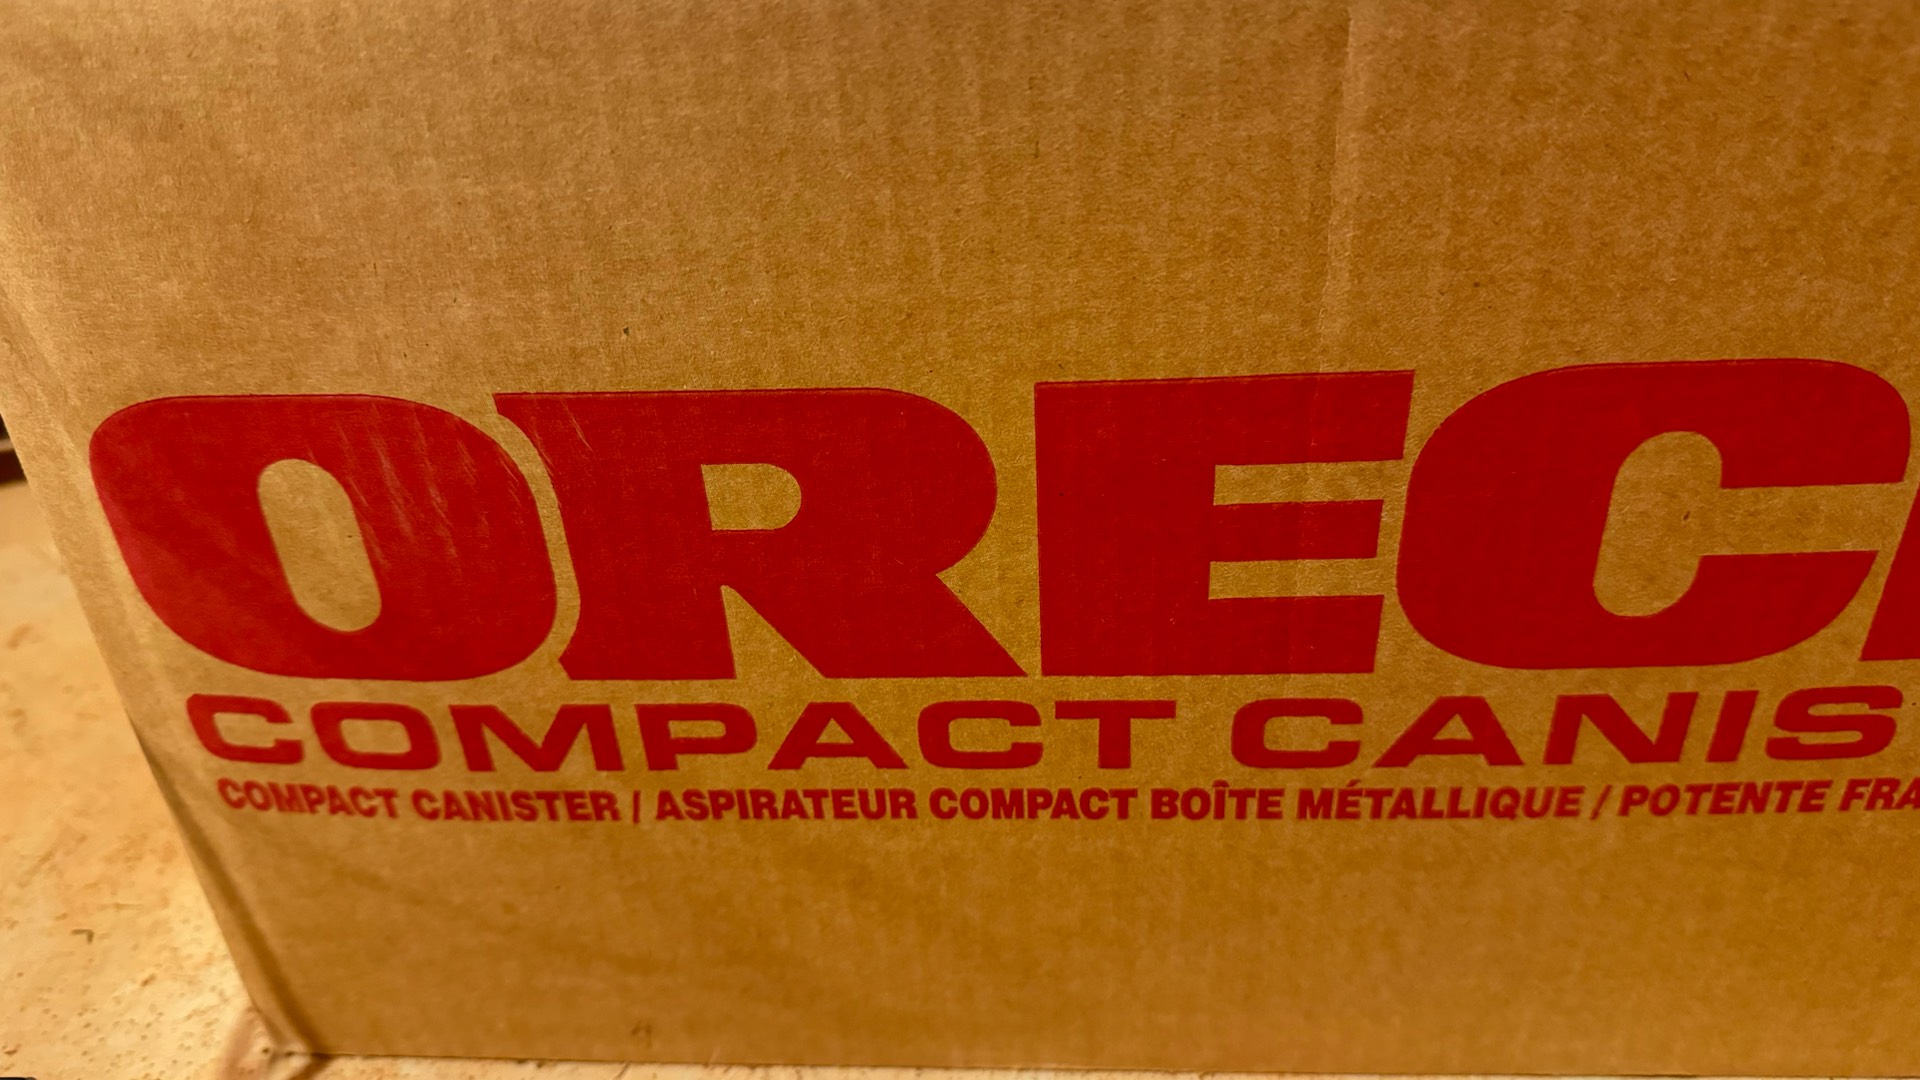 OREC
COMPACT CANIS
COMPACT CANISTER / ASPIRATEUR COMPACT BOÎTE MÉTALLIQUE / POTENTE FRA